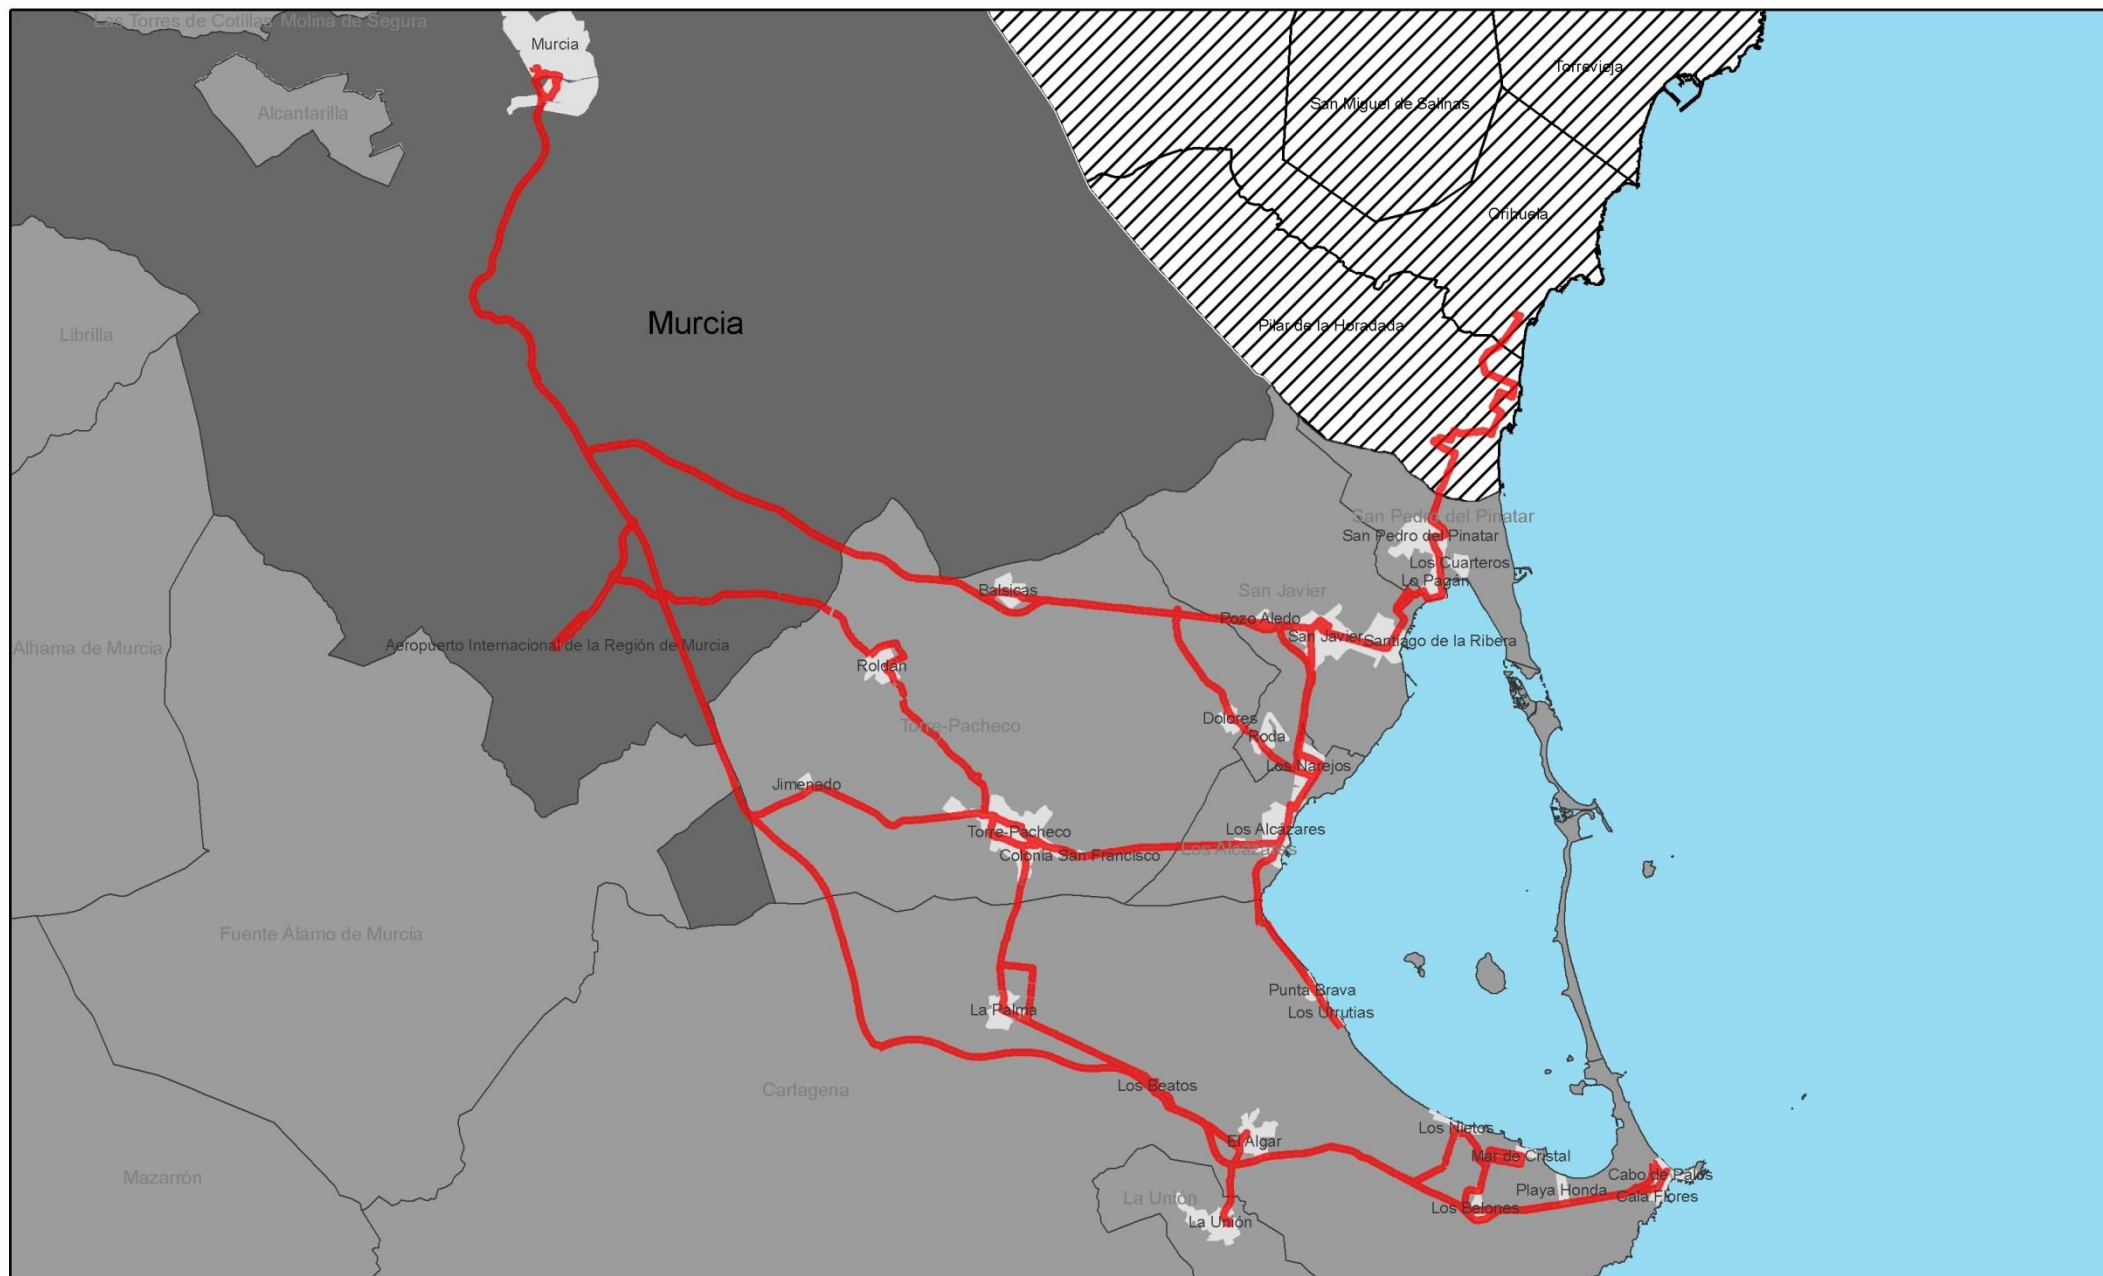 Las Torres de Cotillas
Molina de Segura
Murcia
Torrevieja
San Miguel de Salinas
Alcantarilla
Orihuela
Murcia
Pilar de la Horadada
Librilla
San Pedro del Pinatar
San Pedro del Pinatar
Los Cuarteros
Lo Pagán
Balsicas
San Javier
Pozo Aledo
San Javier
Santiago de la Ribera
Alhama de Murcia
Aeropuerto Internacional de la Región de Murcia
Roldán
Dolores
Torre-Pacheco
Roda
Los Narejos
Jimenado
Torre-Pacheco
Los Alcázares
Los Alcázares
Colonia San Francisco
Fuente Álamo de Murcia
Punta Brava
La Palma
Los Urrutias
Los Beatos
Cartagena
Los Nietos
El Algar
Mar de Cristal
Mazarrón
Cabo de Palos
Playa Honda
Cala Flores
La Unión
Los Belones
La Unión